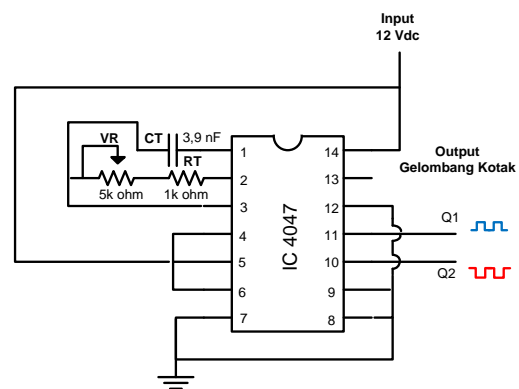 Input
12 Vdc
VR
CT
3,9 nF
RT
5k ohm
1k ohm
IC 4047
1
2
3
4
5
6
7
14
13
12
11
10
9
8
Output
Gelombang Kotak
Q1
Q2